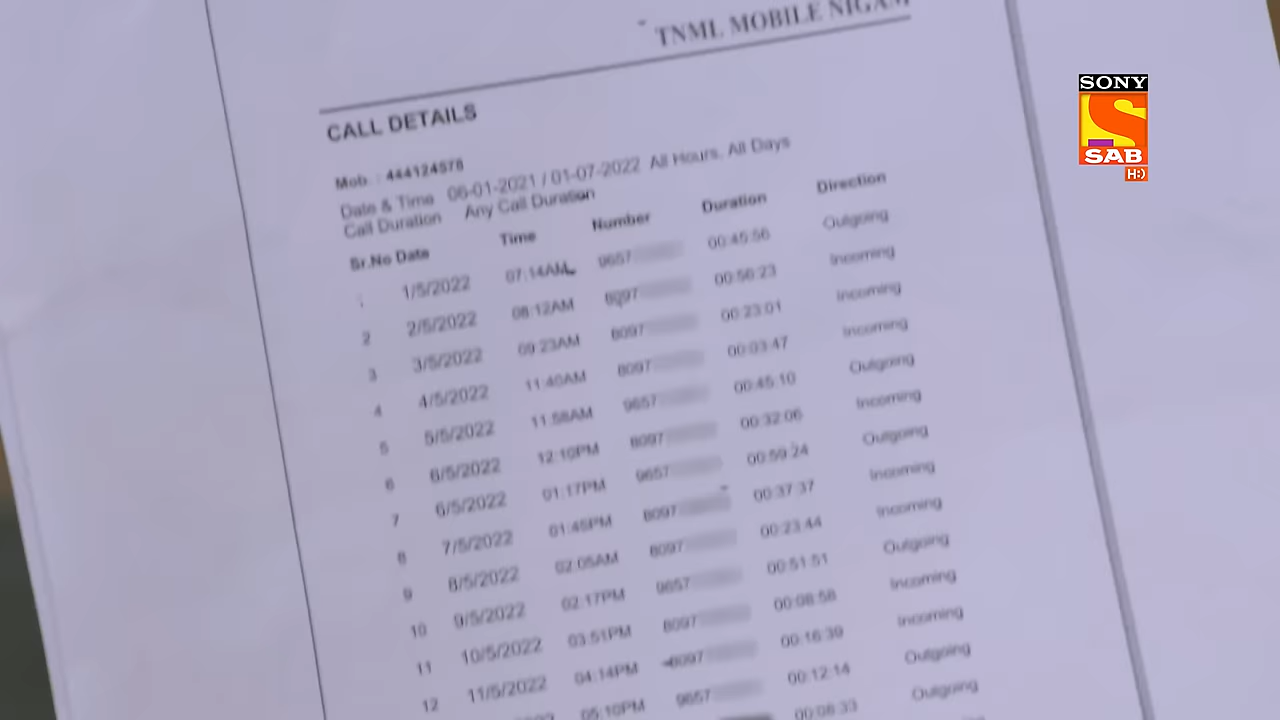 TNML MOBILE NIGAM
SONY
S
SAB
HD
CALL DETAILS
Mob. : 444124578
Date & Time 06-01-2021 / 01-07-2022 All Hours, All Days
Call Duration Any Call Duration
Sr.No Date Time Number Duration Direction
1 1/5/2022 07:14AM 9657 00:45:56 Outgoing
2 2/5/2022 08:12AM 8097 00:56:23 Incoming
3 3/5/2022 09:23AM 8097 00:23:01 Incoming
4 4/5/2022 11:40AM 8097 00:03:47 Incoming
5 5/5/2022 11:58AM 9657 00:45:10 Outgoing
6 6/5/2022 12:10PM 8097 00:32:06 Incoming
7 6/5/2022 01:17PM 9657 00:59:24 Outgoing
8 7/5/2022 01:45PM 8097 00:37:37 Incoming
9 8/5/2022 02:05AM 8097 00:23:44 Incoming
10 9/5/2022 02:17PM 9657 00:51:51 Outgoing
11 10/5/2022 03:51PM 8097 00:08:58 Incoming
12 11/5/2022 04:14PM 8097 00:16:39 Incoming
05:10PM 9657 00:12:14 Outgoing
00:08:33 Outgoing